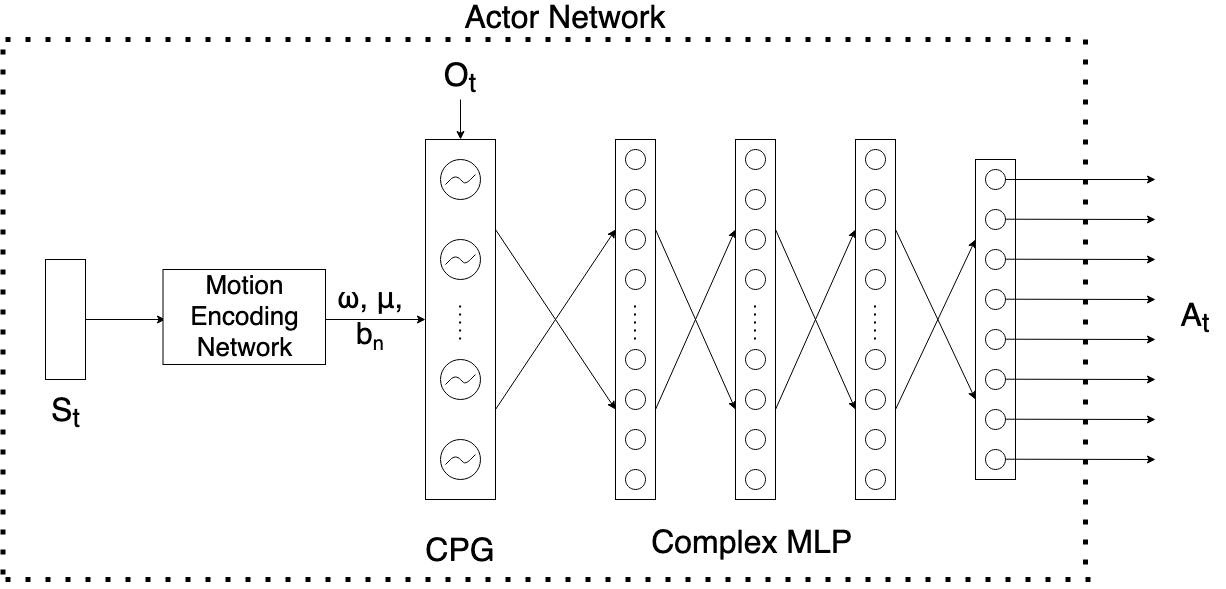 Actor Network
Ot
Motion
Encoding
Network
ω, μ,
bn
St
At
CPG
Complex MLP